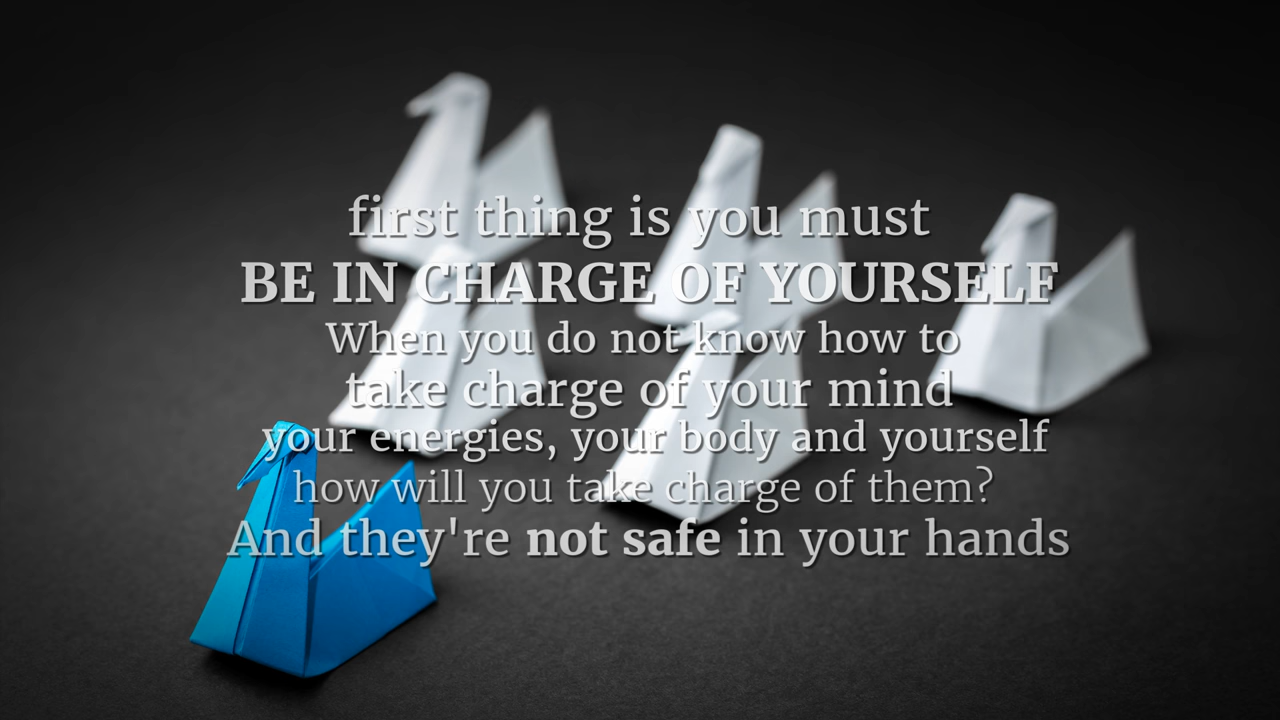 first thing is you must
BE IN CHARGE OF YOURSELF
When you do not know how to
take charge of your mind
your energies, your body and yourself
how will you take charge of them?
And they're not safe in your hands